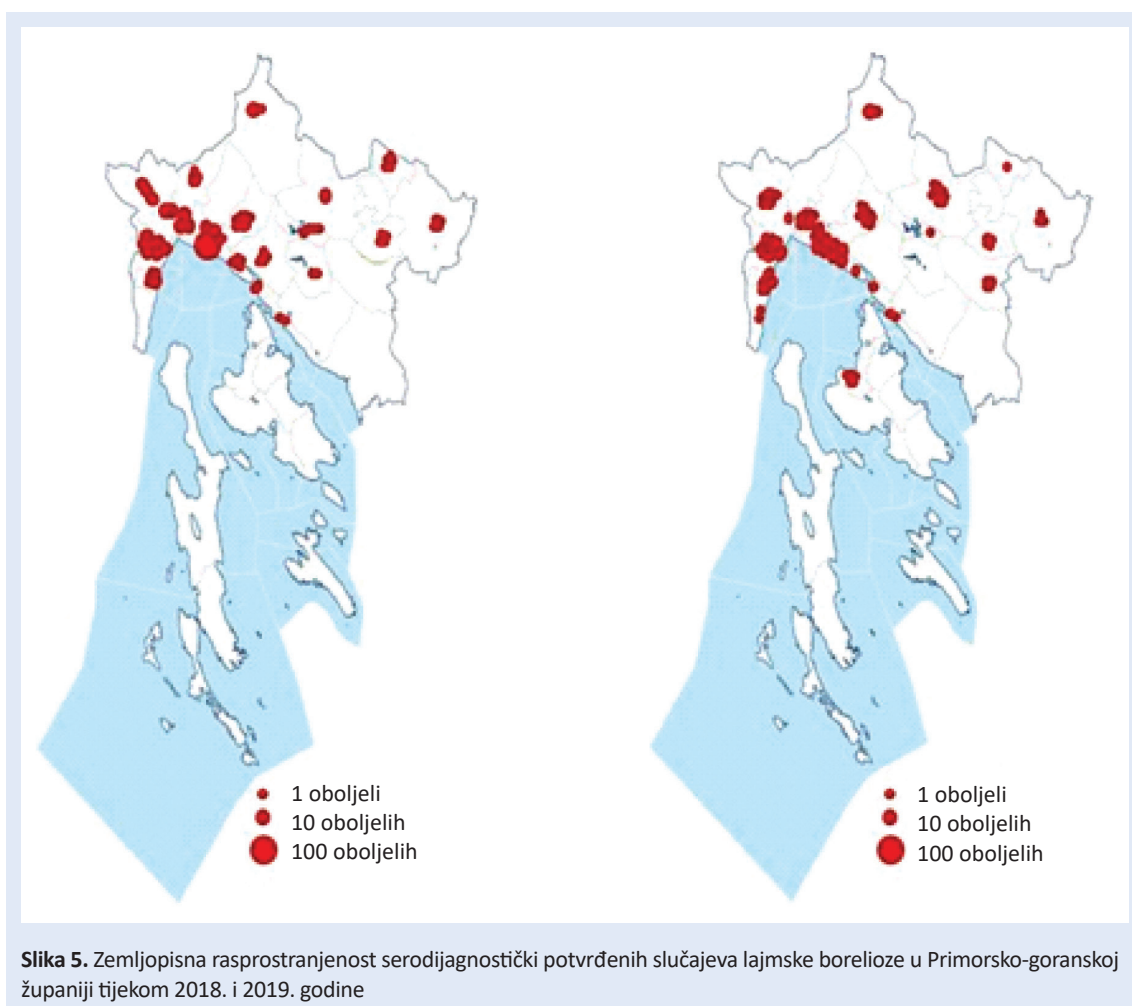 1 oboljeli
10 oboljelih
100 oboljelih
1 oboljeli
10 oboljelih
100 oboljelih
Slika 5. Zemljopisna rasprostranjenost serodijagnostički potvrđenih slučajeva lajmske borelioze u Primorsko-goranskoj
županiji tijekom 2018. i 2019. godine